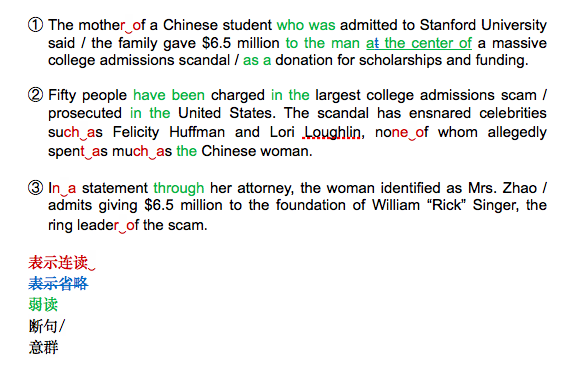 ① The mother of a Chinese student who was admitted to Stanford University
said / the family gave $6.5 million to the man at the center of a massive
college admissions scandal / as a donation for scholarships and funding.
② Fifty people have been charged in the largest college admissions scam /
prosecuted in the United States. The scandal has ensnared celebrities
such as Felicity Huffman and Lori Loughlin, none of whom allegedly
spent as much as the Chinese woman.
③ In a statement through her attorney, the woman identified as Mrs. Zhao /
admits giving $6.5 million to the foundation of William “Rick” Singer, the
ring leader of the scam.
表示连读
表示省略
弱读
断句/
意群